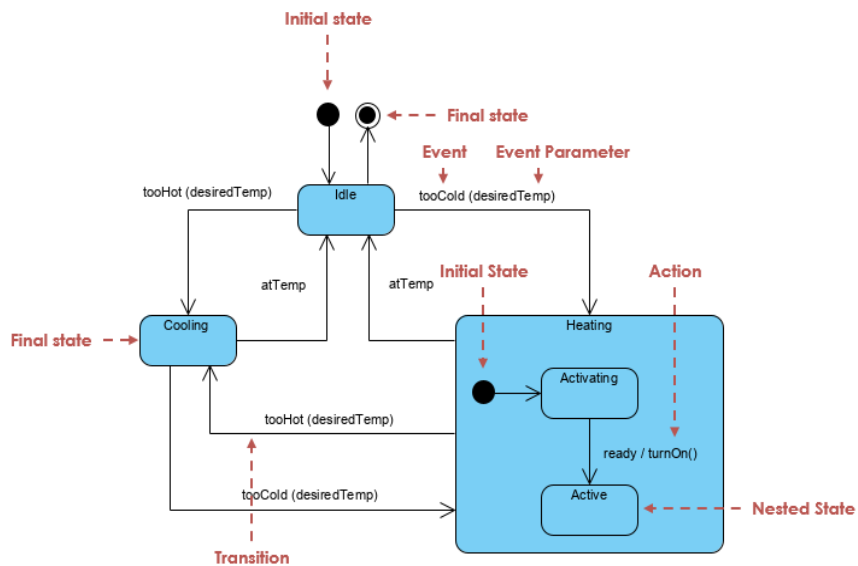 Initial state
Final state
Event
Event Parameter
tooHot (desiredTemp)
Idle
tooCold (desiredTemp)
Initial State
Action
atTemp
atTemp
Cooling
Heating
Final state
Activating
tooHot (desiredTemp)
ready / turnOn()
tooCold (desiredTemp)
Active
Nested State
Transition